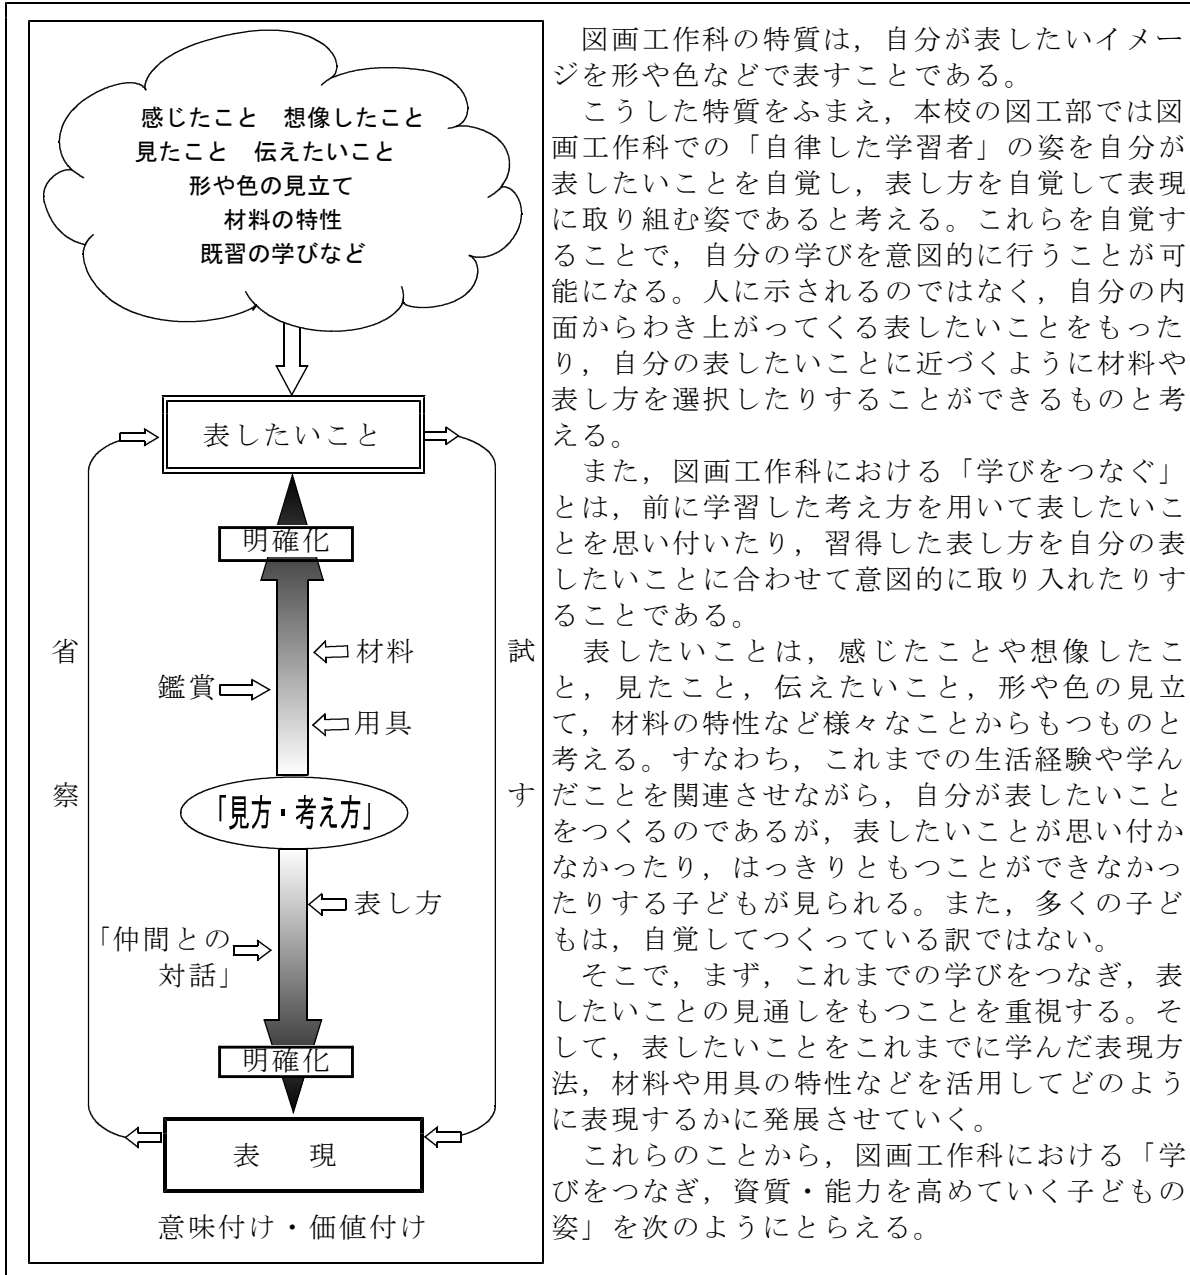 感じたこと　想像したこと
見たこと　伝えたいこと
形や色の見立て
材料の特性
既習の学びなど
表したいこと
明確化
省察
試す
材料
鑑賞
用具
「見方・考え方」
表し方
「仲間との
対話」
明確化
表　現
意味付け・価値付け
　図画工作科の特質は，自分が表したいイメー
ジを形や色などで表すことである。
　こうした特質をふまえ，本校の図工部では図
画工作科での「自律した学習者」の姿を自分が
表したいことを自覚し，表し方を自覚して表現
に取り組む姿であると考える。これらを自覚す
ることで，自分の学びを意図的に行うことが可
能になる。人に示されるのではなく，自分の内
面からわき上がってくる表したいことをもった
り，自分の表したいことに近づくように材料や
表し方を選択したりすることができるものと考
える。
　また，図画工作科における「学びをつなぐ」
とは，前に学習した考え方を用いて表したいこ
とを思い付いたり，習得した表し方を自分の表
したいことに合わせて意図的に取り入れたりす
ることである。
　表したいことは，感じたことや想像したこ
と，見たこと，伝えたいこと，形や色の見立
て，材料の特性など様々なことからもつものと
考える。すなわち，これまでの生活経験や学ん
だことを関連させながら，自分が表したいこと
をつくるのであるが，表したいことが思い付か
なかったり，はっきりともつことができなかっ
たりする子どもが見られる。また，多くの子ど
もは，自覚してつくっている訳ではない。
　そこで，まず，これまでの学びをつなぎ，表
したいことの見通しをもつことを重視する。そ
して，表したいことをこれまでに学んだ表現方
法，材料や用具の特性などを活用してどのよう
に表現するかに発展させていく。
　これらのことから，図画工作科における「学
びをつなぎ，資質・能力を高めていく子どもの
姿」を次のようにとらえる。